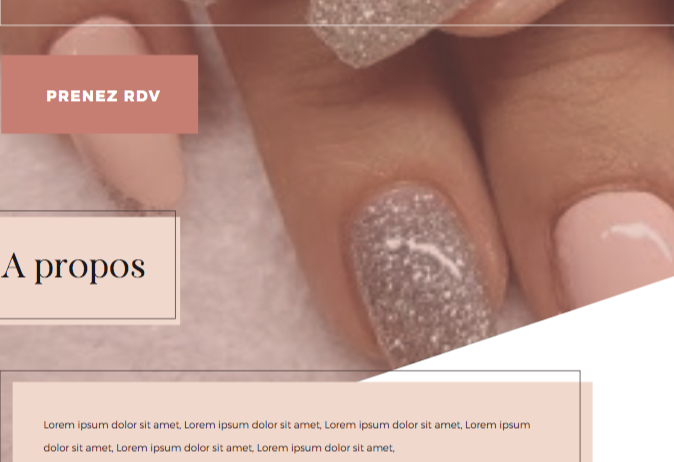 PRENEZ RDV
A propos
Lorem ipsum dolor sit amet, Lorem ipsum dolor sit amet, Lorem ipsum dolor sit amet, Lorem ipsum
dolor sit amet, Lorem ipsum dolor sit amet, Lorem ipsum dolor sit amet,